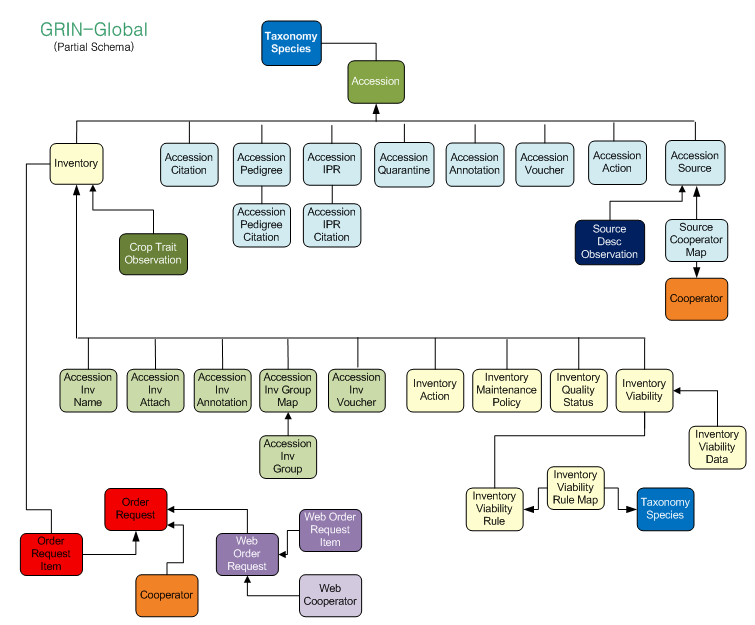 GRIN-Global
(Partial Schema)
Taxonomy
Species
Accession
Inventory
Accession
Citation
Accession
Pedigree
Accession
IPR
Accession
Quarantine
Accession
Annotation
Accession
Voucher
Accession
Action
Accession
Source
Accession
Pedigree
Citation
Accession
IPR
Citation
Crop Trait
Observation
Source
Desc
Observation
Source
Cooperator
Map
Cooperator
Accession
Inv
Name
Accession
Inv
Attach
Accession
Inv
Annotation
Accession
Inv Group
Map
Accession
Inv
Voucher
Inventory
Action
Inventory
Maintenance
Policy
Inventory
Quality
Status
Inventory
Viability
Accession
Inv
Group
Inventory
Viability
Data
Inventory
Viability
Rule
Inventory
Viability
Rule Map
Taxonomy
Species
Order
Request
Order
Request
Item
Web
Order
Request
Web Order
Request
Item
Cooperator
Web
Cooperator